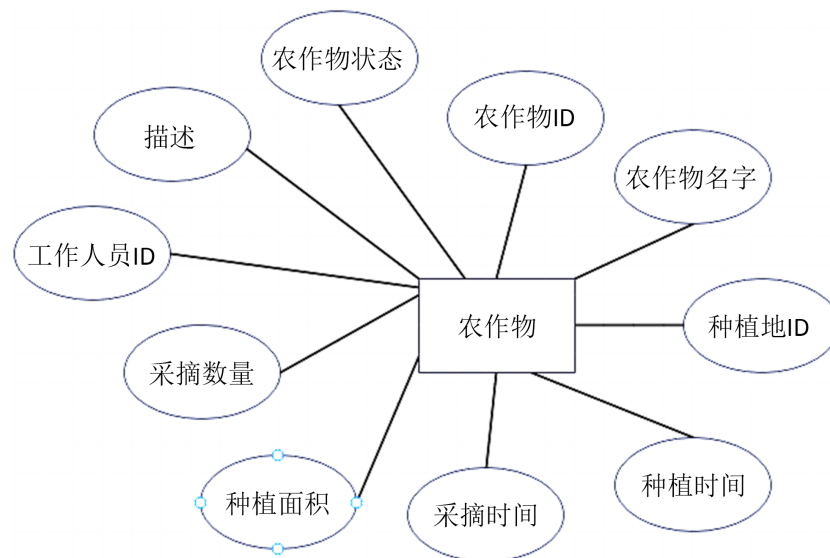 农作物状态
农作物ID
描述
农作物名字
工作人员ID
农作物
种植地ID
采摘数量
种植面积
采摘时间
种植时间